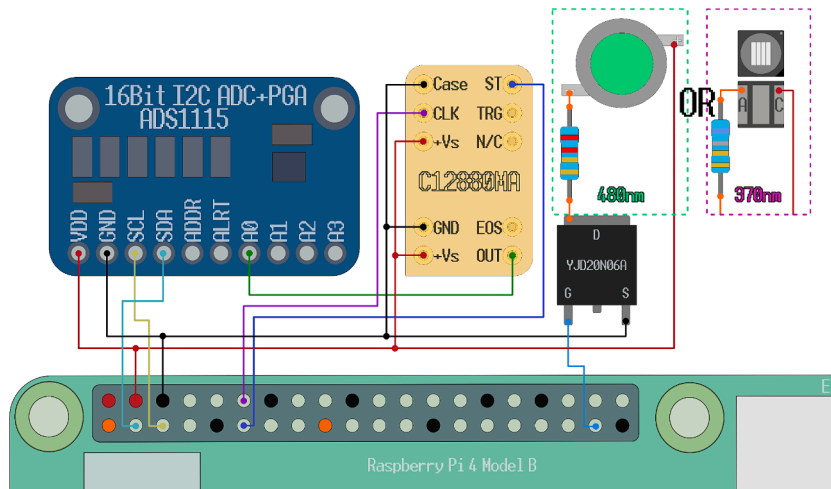 16Bit I2C ADC+PGA
ADS1115
VDD
GND
SCL
SDA
ADDR
ALRT
A0
A1
A2
A3
Case ST
CLK TRG
+Vs N/C
C12880MA
GND EOS
+Vs OUT
480nm
OR
A C
370nm
D
YJD20N06A
G S
E
Raspberry Pi 4 Model B